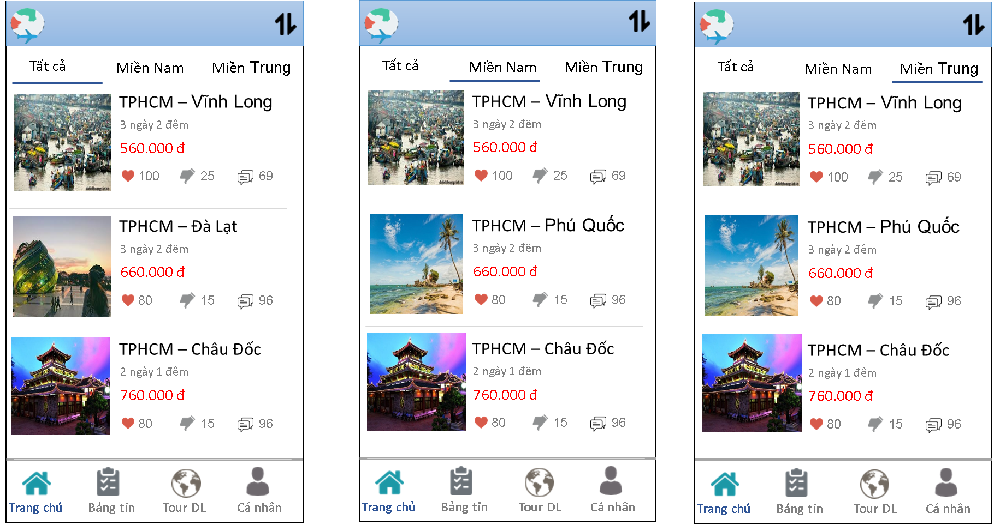 Tất cả
Miền Nam
Miền Trung
TPHCM – Vĩnh Long
3 ngày 2 đêm
560.000 đ
100
25
69
dulichhoangviet.vn
TPHCM – Đà Lạt
3 ngày 2 đêm
660.000 đ
80
15
96
TPHCM – Châu Đốc
2 ngày 1 đêm
760.000 đ
80
15
96
Trang chủ
Bảng tin
Tour DL
Cá nhân
Tất cả
Miền Nam
Miền Trung
TPHCM – Vĩnh Long
3 ngày 2 đêm
560.000 đ
100
25
69
dulichhoangviet.vn
TPHCM – Phú Quốc
3 ngày 2 đêm
660.000 đ
80
15
96
TPHCM – Châu Đốc
2 ngày 1 đêm
760.000 đ
80
15
96
Trang chủ
Bảng tin
Tour DL
Cá nhân
Tất cả
Miền Nam
Miền Trung
TPHCM – Vĩnh Long
3 ngày 2 đêm
560.000 đ
100
25
69
dulichhoangviet.vn
TPHCM – Phú Quốc
3 ngày 2 đêm
660.000 đ
80
15
96
TPHCM – Châu Đốc
2 ngày 1 đêm
760.000 đ
80
15
96
Trang chủ
Bảng tin
Tour DL
Cá nhân